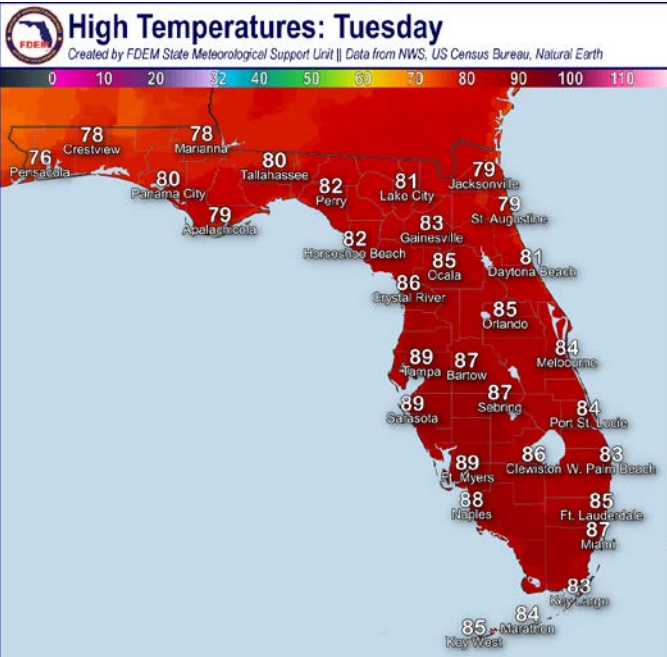 FDEM
High Temperatures: Tuesday
Created by FDEM State Meteorological Support Unit || Data from NWS, US Census Bureau, Natural Earth
0 10 20 32 40 50 60 70 80 90 100 110
78
Crestview
78
Marianna
76
Pensacola
80
Tallahassee
79
Jacksonville
80
Panama City
82
Perry
81
Lake City
79
Apalachicola
79
St. Augustine
83
Gainesville
82
Horseshoe Beach
85
Ocala
81
Daytona Beach
86
Crystal River
85
Orlando
84
Melbourne
89
Tampa
87
Bartow
89
Sarasota
87
Sebring
84
Port St. Lucie
89
Ft. Myers
86
Clewiston
83
W. Palm Beach
88
Naples
85
Ft. Lauderdale
87
Miami
83
Key Largo
84
Marathon
85
Key West